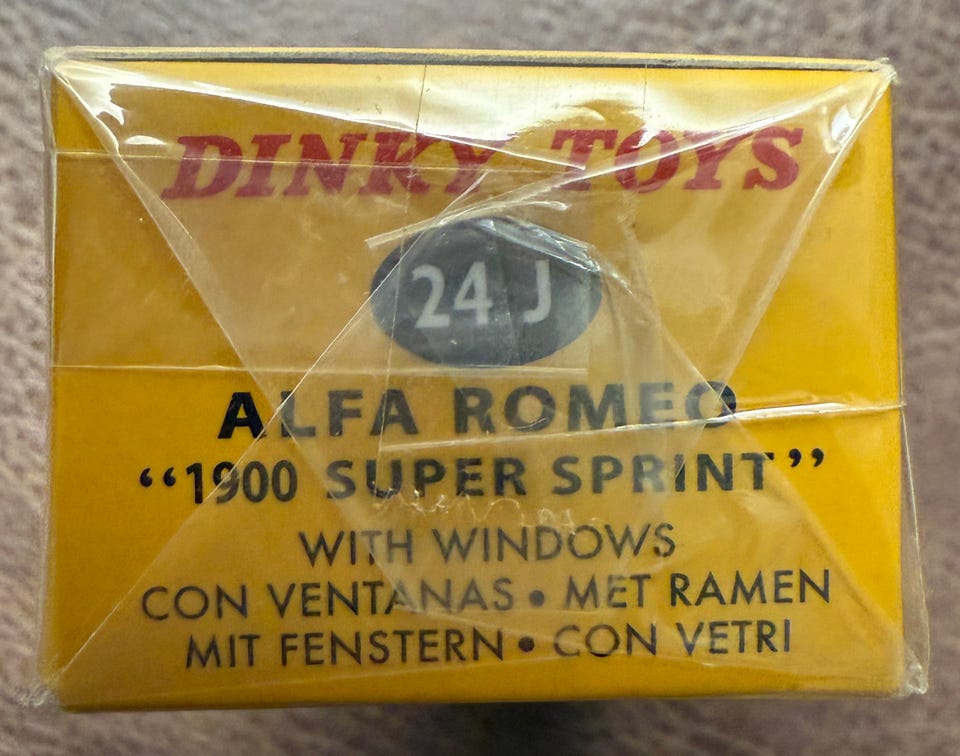 DINKY TOYS
24 J
ALFA ROMEO
“1900 SUPER SPRINT”
WITH WINDOWS
CON VENTANAS • MET RAMEN
MIT FENSTERN • CON VETRI